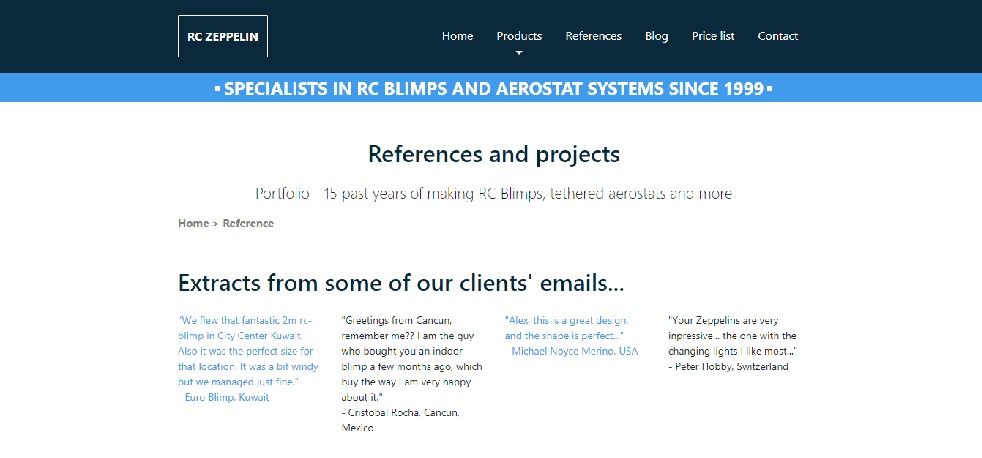 RC ZEPPELIN
Home Products References Blog Price list Contact
▪ SPECIALISTS IN RC BLIMPS AND AEROSTAT SYSTEMS SINCE 1999 ▪
References and projects
Portfolio - 15 past years of making RC Blimps, tethered aerostats and more
Home > Reference
Extracts from some of our clients' emails...
"We flew that fantastic 2m rc-
blimp in City Center Kuwait.
Also it was the perfect size for
that location. It was a bit windy
but we managed just fine."
- Euro Blimp, Kuwait
"Greetings from Cancun,
remember me?? I am the guy
who bought you an indoor
blimp a few months ago, which
buy the way I am very happy
about it."
- Cristobal Rocha, Cancun,
Mexico
"Alex, this is a great design,
and the shape is perfect..."
- Michael Noyce Merino, USA
"Your Zeppelins are very
inpressive... the one with the
changing lights I like most..."
- Peter Hobby, Switzerland